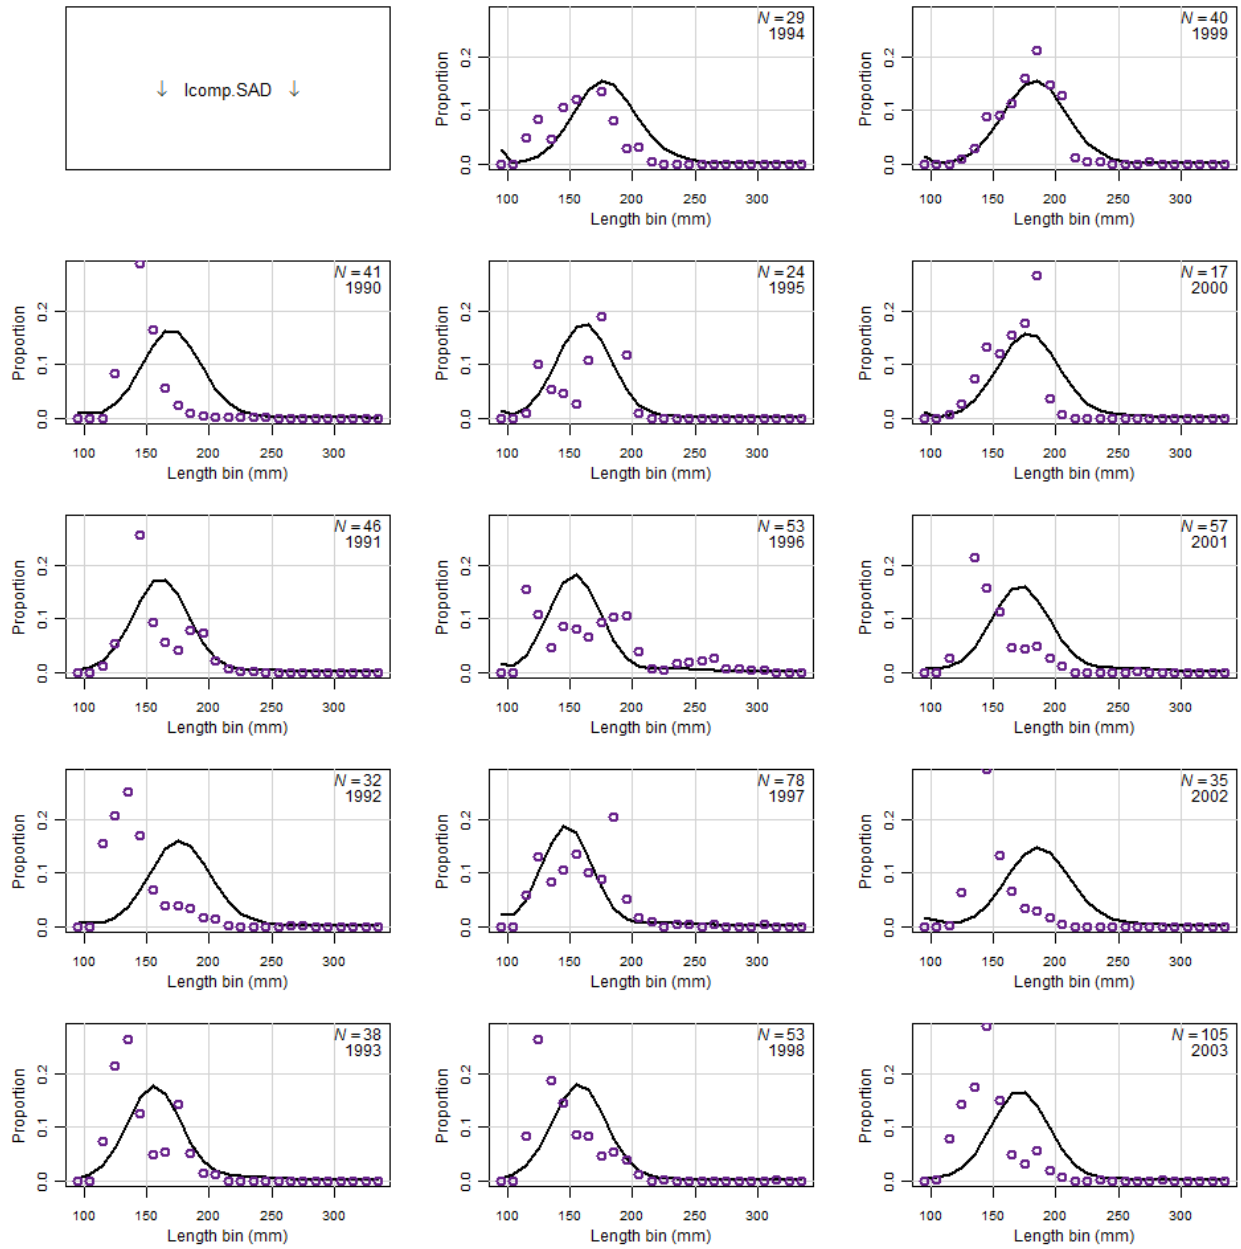 ↓ lcomp.SAD ↓
N = 29
1994
Proportion
0.2
0.1
0.0
100 150 200 250 300
Length bin (mm)
N = 40
1999
Proportion
0.2
0.1
0.0
100 150 200 250 300
Length bin (mm)
N = 41
1990
Proportion
0.2
0.1
0.0
100 150 200 250 300
Length bin (mm)
N = 24
1995
Proportion
0.2
0.1
0.0
100 150 200 250 300
Length bin (mm)
N = 17
2000
Proportion
0.2
0.1
0.0
100 150 200 250 300
Length bin (mm)
N = 46
1991
Proportion
0.2
0.1
0.0
100 150 200 250 300
Length bin (mm)
N = 53
1996
Proportion
0.2
0.1
0.0
100 150 200 250 300
Length bin (mm)
N = 57
2001
Proportion
0.2
0.1
0.0
100 150 200 250 300
Length bin (mm)
N = 32
1992
Proportion
0.2
0.1
0.0
100 150 200 250 300
Length bin (mm)
N = 78
1997
Proportion
0.2
0.1
0.0
100 150 200 250 300
Length bin (mm)
N = 35
2002
Proportion
0.2
0.1
0.0
100 150 200 250 300
Length bin (mm)
N = 38
1993
Proportion
0.2
0.1
0.0
100 150 200 250 300
Length bin (mm)
N = 53
1998
Proportion
0.2
0.1
0.0
100 150 200 250 300
Length bin (mm)
N = 105
2003
Proportion
0.2
0.1
0.0
100 150 200 250 300
Length bin (mm)